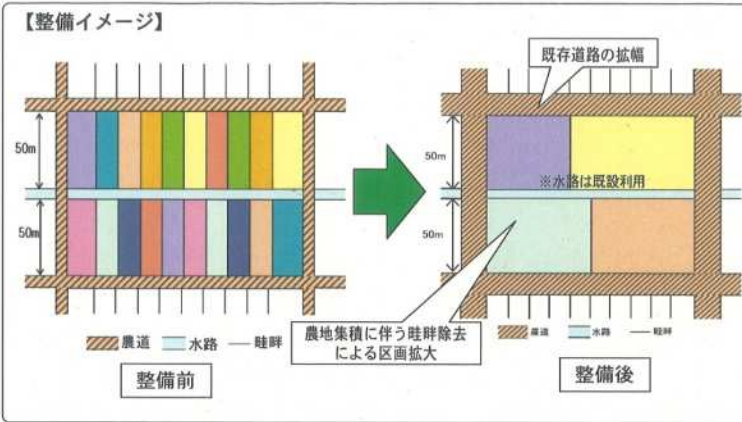 【整備イメージ】
既存道路の拡幅
50m
50m
50m
※水路は既設利用
50m
農道 水路 畦畔
農地集積に伴う畦畔除去
による区画拡大
農道 水路 畦畔
整備前
整備後